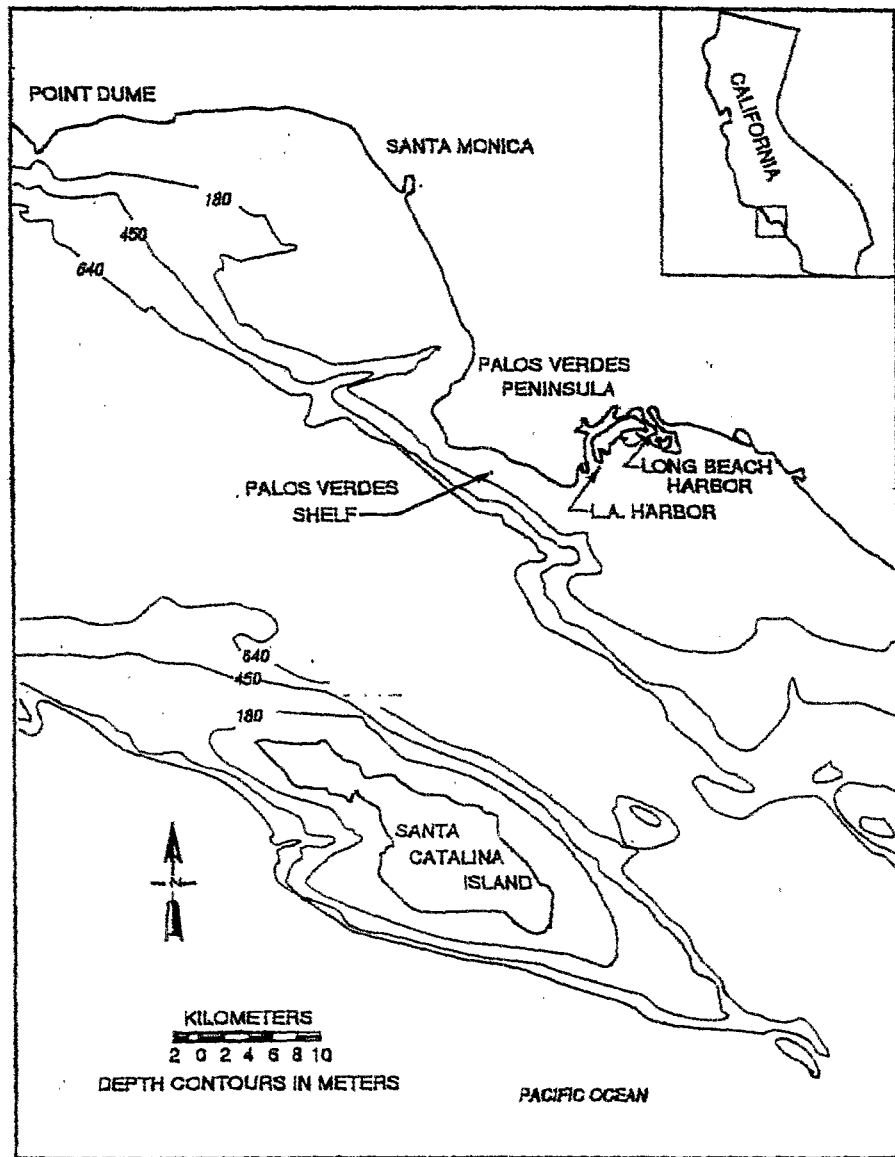 POINT DUME
SANTA MONICA
CALIFORNIA
180
450
640
PALOS VERDES
PENINSULA
LONG BEACH
HARBOR
L.A. HARBOR
PALOS VERDES
SHELF
640
450
180
SANTA
CATALINA
ISLAND
N
KILOMETERS
2 0 2 4 6 8 10
DEPTH CONTOURS IN METERS
PACIFIC OCEAN